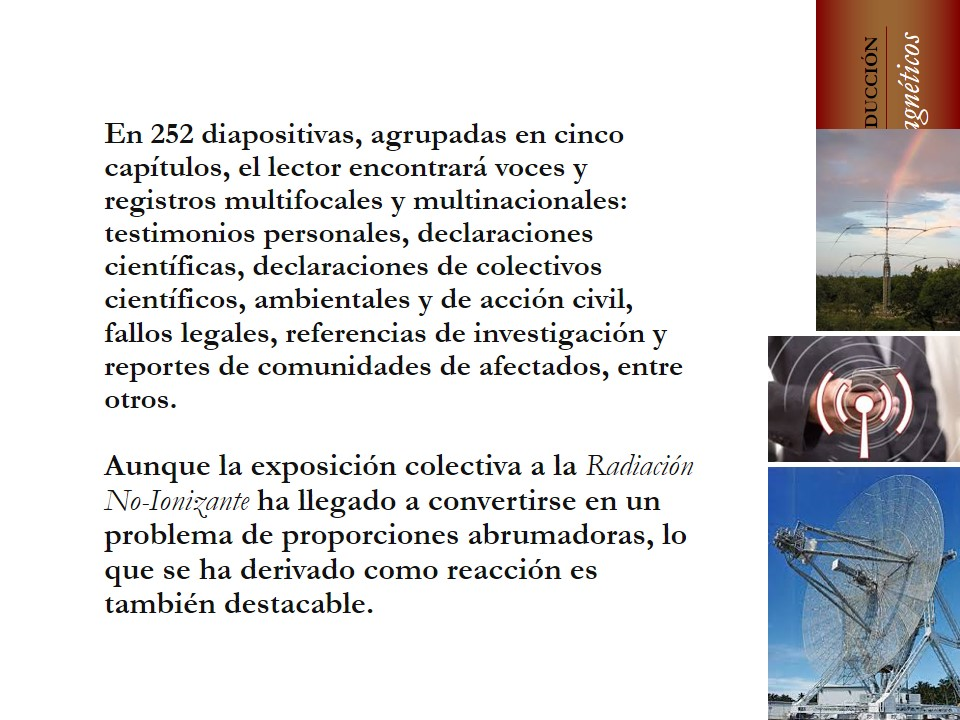 En 252 diapositivas, agrupadas en cinco
capítulos, el lector encontrará voces y
registros multifocales y multinacionales:
testimonios personales, declaraciones
científicas, declaraciones de colectivos
científicos, ambientales y de acción civil,
fallos legales, referencias de investigación y
reportes de comunidades de afectados, entre
otros.
Aunque la exposición colectiva a la Radiación
No-Ionizante ha llegado a convertirse en un
problema de proporciones abrumadoras, lo
que se ha derivado como reacción es
también destacable.
DUCCIÓN
agnéticos